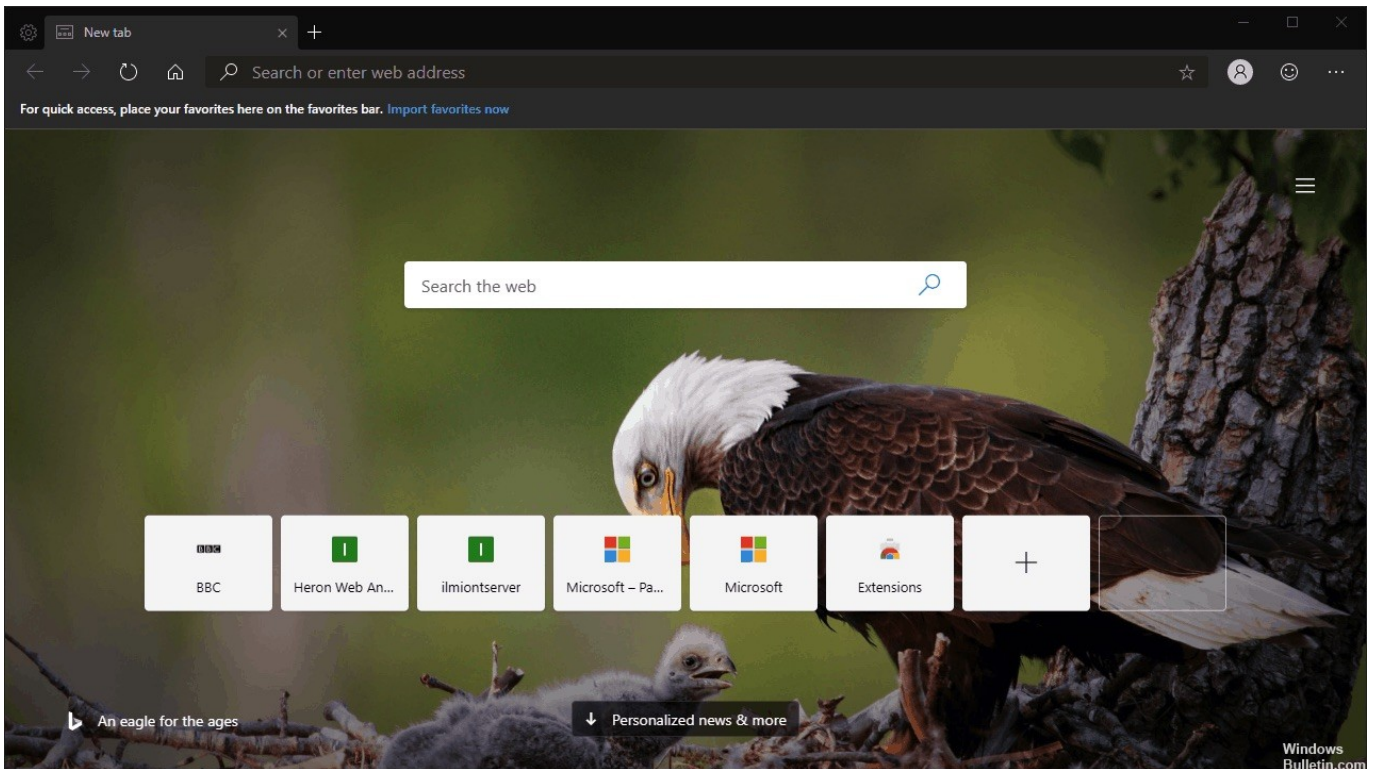 New tab
Search or enter web address
For quick access, place your favorites here on the favorites bar. Import favorites now
Search the web
BBC
BBC
I
I
Heron Web An...
ilmiontserver
Microsoft – Pa...
Microsoft
Extensions
An eagle for the ages
Personalized news & more
Windows
Bulletin.com